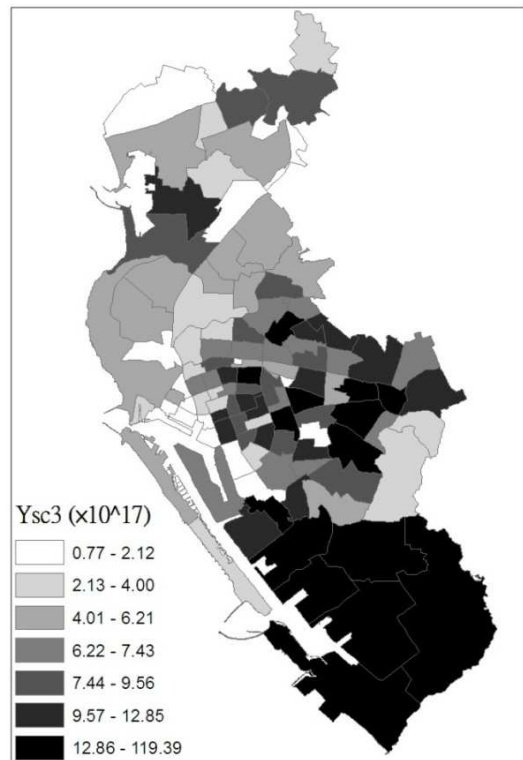 Ysc3 (×10^17)
0.77 - 2.12
2.13 - 4.00
4.01 - 6.21
6.22 - 7.43
7.44 - 9.56
9.57 - 12.85
12.86 - 119.39